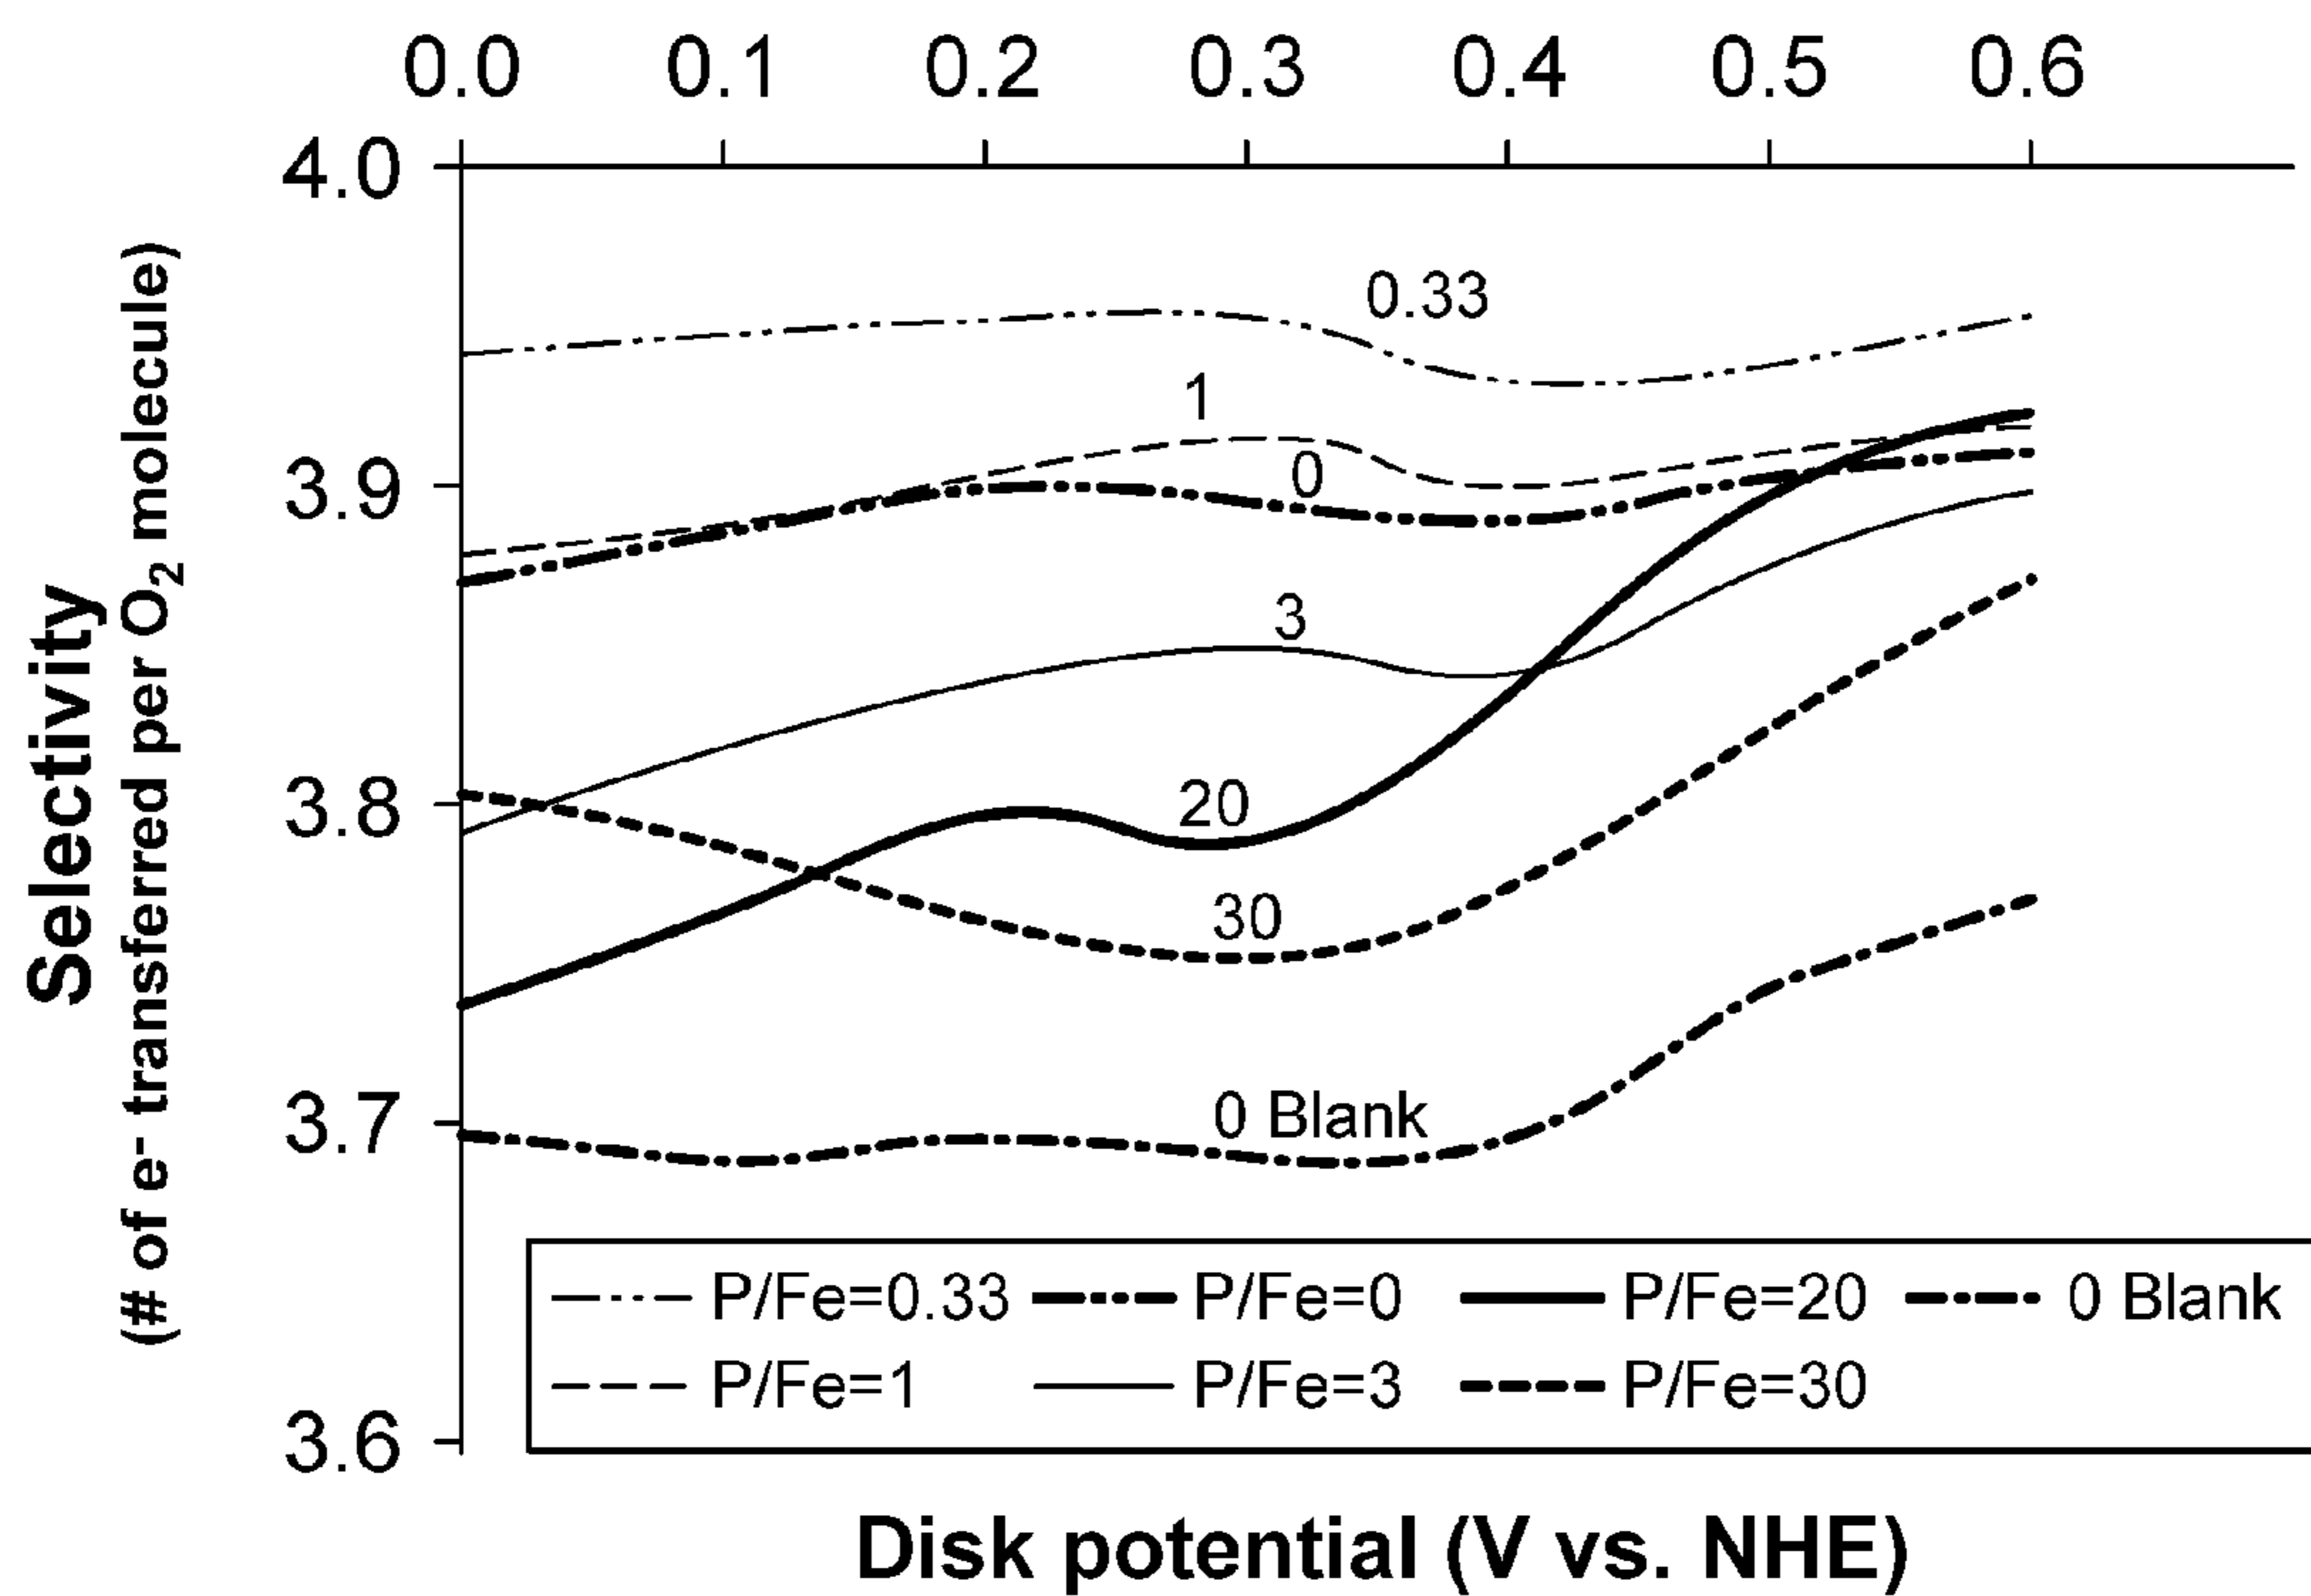 0.0 0.1 0.2 0.3 0.4 0.5 0.6
4.0
3.9
3.8
3.7
3.6
Selectivity
(# of e- transferred per O2 molecule)
0.33
1
0
3
20
30
0 Blank
P/Fe=0.33 P/Fe=0 P/Fe=20 0 Blank
P/Fe=1 P/Fe=3 P/Fe=30
Disk potential (V vs. NHE)